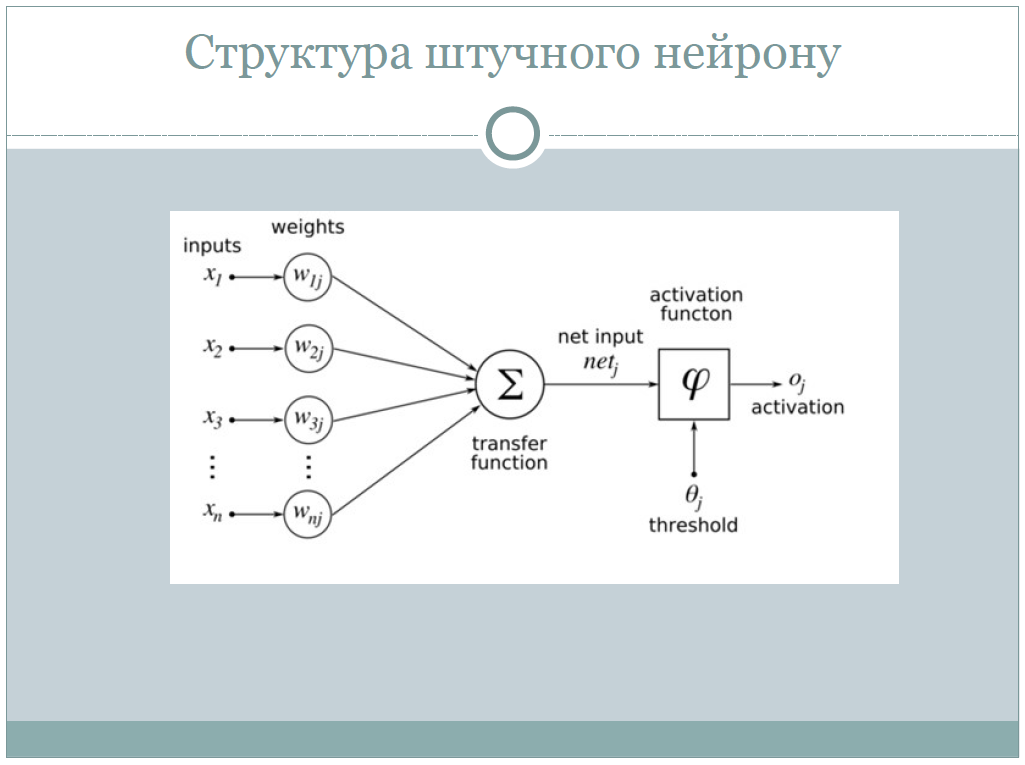 Структура штучного нейрону
weights
inputs
x1
w1j
x2
w2j
x3
w3j
⋮
⋮
xn
wnj
Σ
transfer
function
net input
netj
activation
functon
φ
oj
activation
θj
threshold